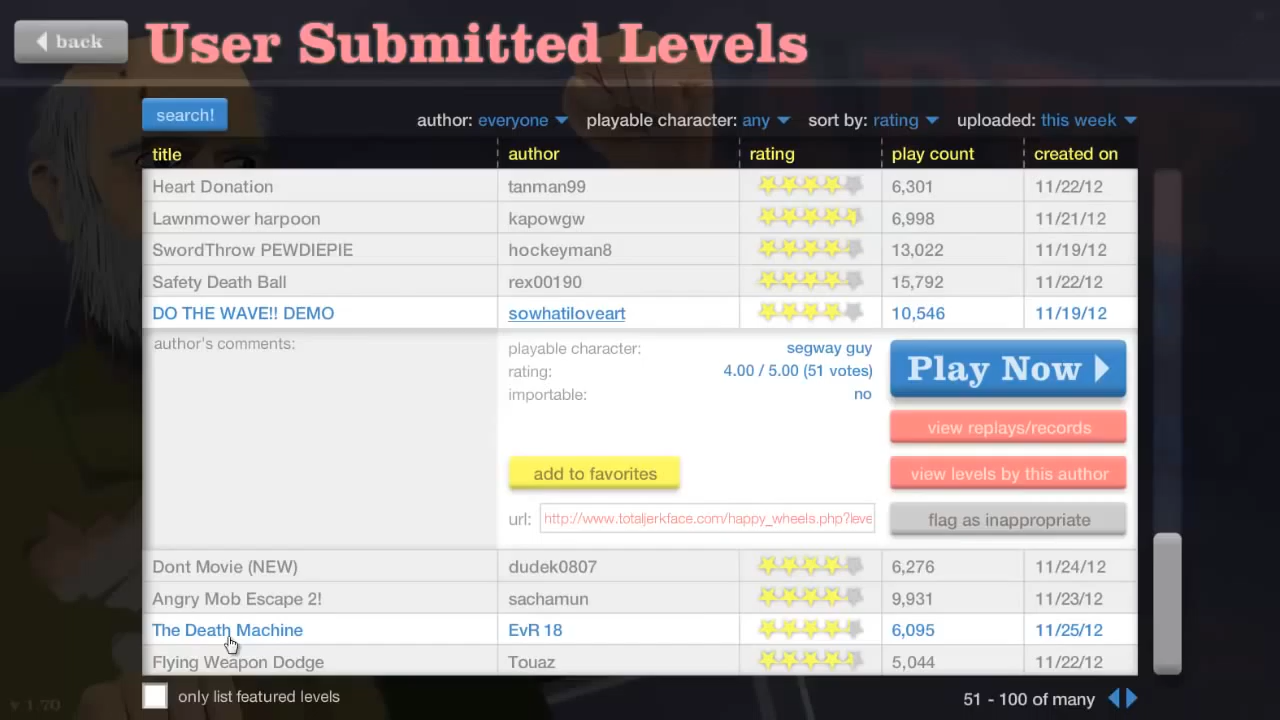 back
User Submitted Levels
search!
author: everyone playable character: any sort by: rating uploaded: this week
title author rating play count created on
Heart Donation tanman99 6,301 11/22/12
Lawnmower harpoon kapowgw 6,998 11/21/12
SwordThrow PEWDIEPIE hockeyman8 13,022 11/19/12
Safety Death Ball rex00190 15,792 11/22/12
DO THE WAVE!! DEMO sowhatiloveart 10,546 11/19/12
author's comments:
playable character: segway guy
rating: 4.00 / 5.00 (51 votes)
importable: no
Play Now
view replays/records
add to favorites
view levels by this author
url: http://www.totaljerkface.com/happy_wheels.php?leve
flag as inappropriate
Dont Movie (NEW) dudek0807 6,276 11/24/12
Angry Mob Escape 2! sachamun 9,931 11/23/12
The Death Machine EvR 18 6,095 11/25/12
Flying Weapon Dodge Touaz 5,044 11/22/12
only list featured levels
51 - 100 of many
v 1.70